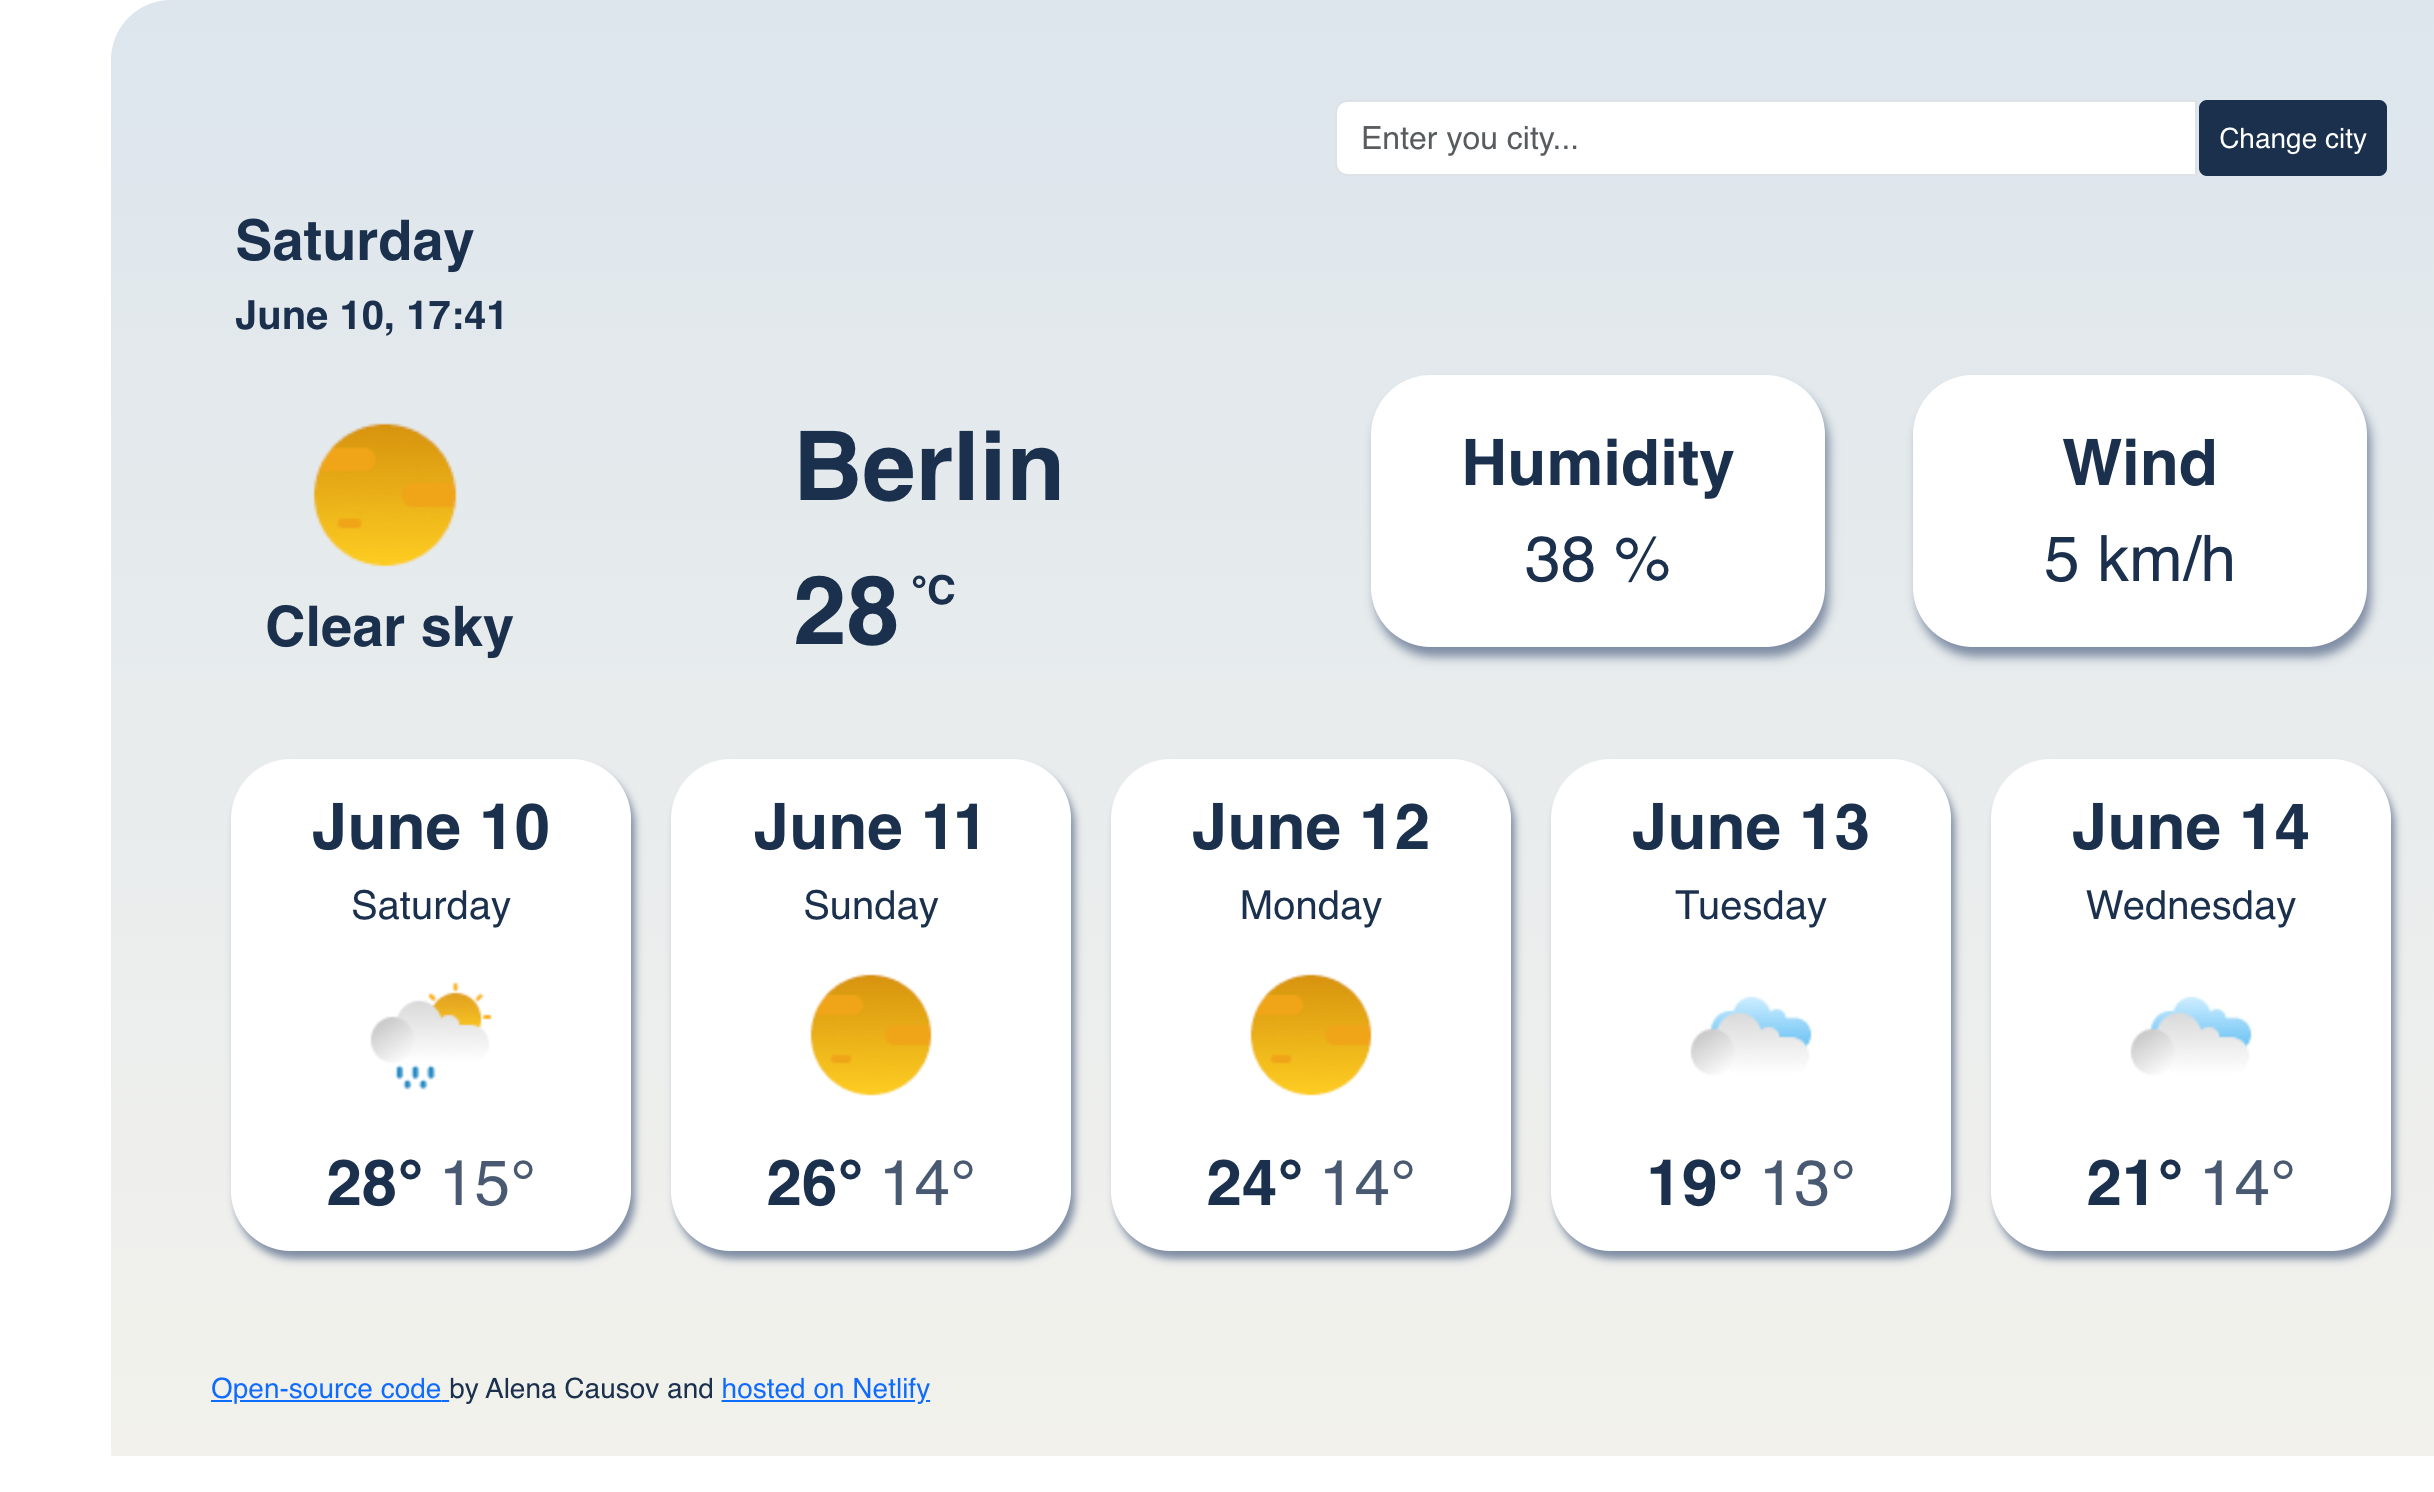 Enter you city...
Change city
Saturday
June 10, 17:41
Clear sky
Berlin
28 °C
Humidity
38 %
Wind
5 km/h
June 10
Saturday
28° 15°
June 11
Sunday
26° 14°
June 12
Monday
24° 14°
June 13
Tuesday
19° 13°
June 14
Wednesday
21° 14°
Open-source code by Alena Causov and hosted on Netlify